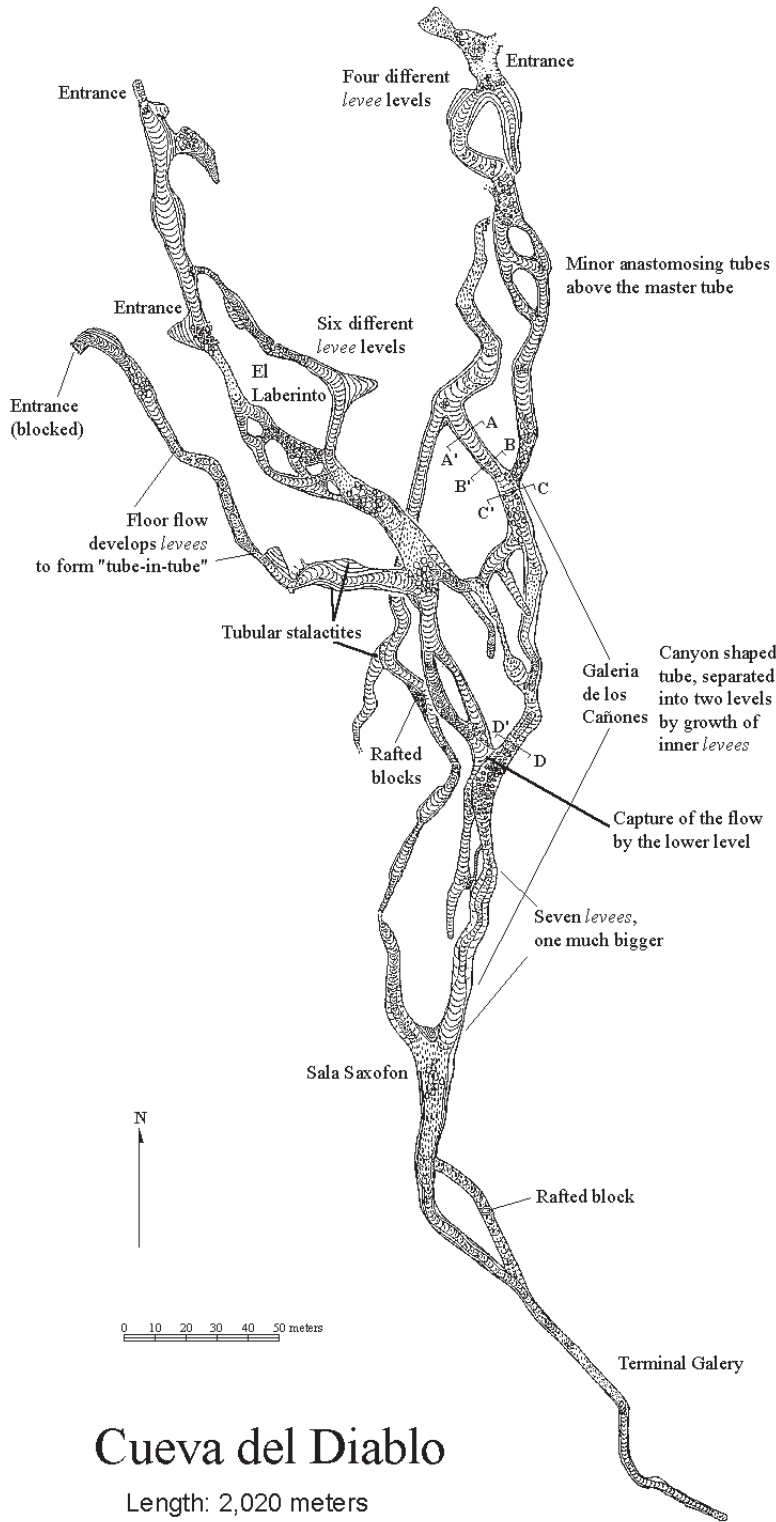 Entrance
Four different
levee levels
Entrance
Minor anastomosing tubes
above the master tube
Entrance
Six different
levee levels
El
Laberinto
Entrance
(blocked)
A
A'
B
B'
C
C'
Floor flow
develops levees
to form "tube-in-tube"
Tubular stalactites
Galeria
de los
Cañones
Canyon shaped
tube, separated
into two levels
by growth of
inner levees
Rafted
blocks
D'
D
Capture of the flow
by the lower level
Seven levees,
one much bigger
Sala Saxofon
N
Rafted block
0 10 20 30 40 50 meters
Terminal Galery
Cueva del Diablo
Length: 2,020 meters